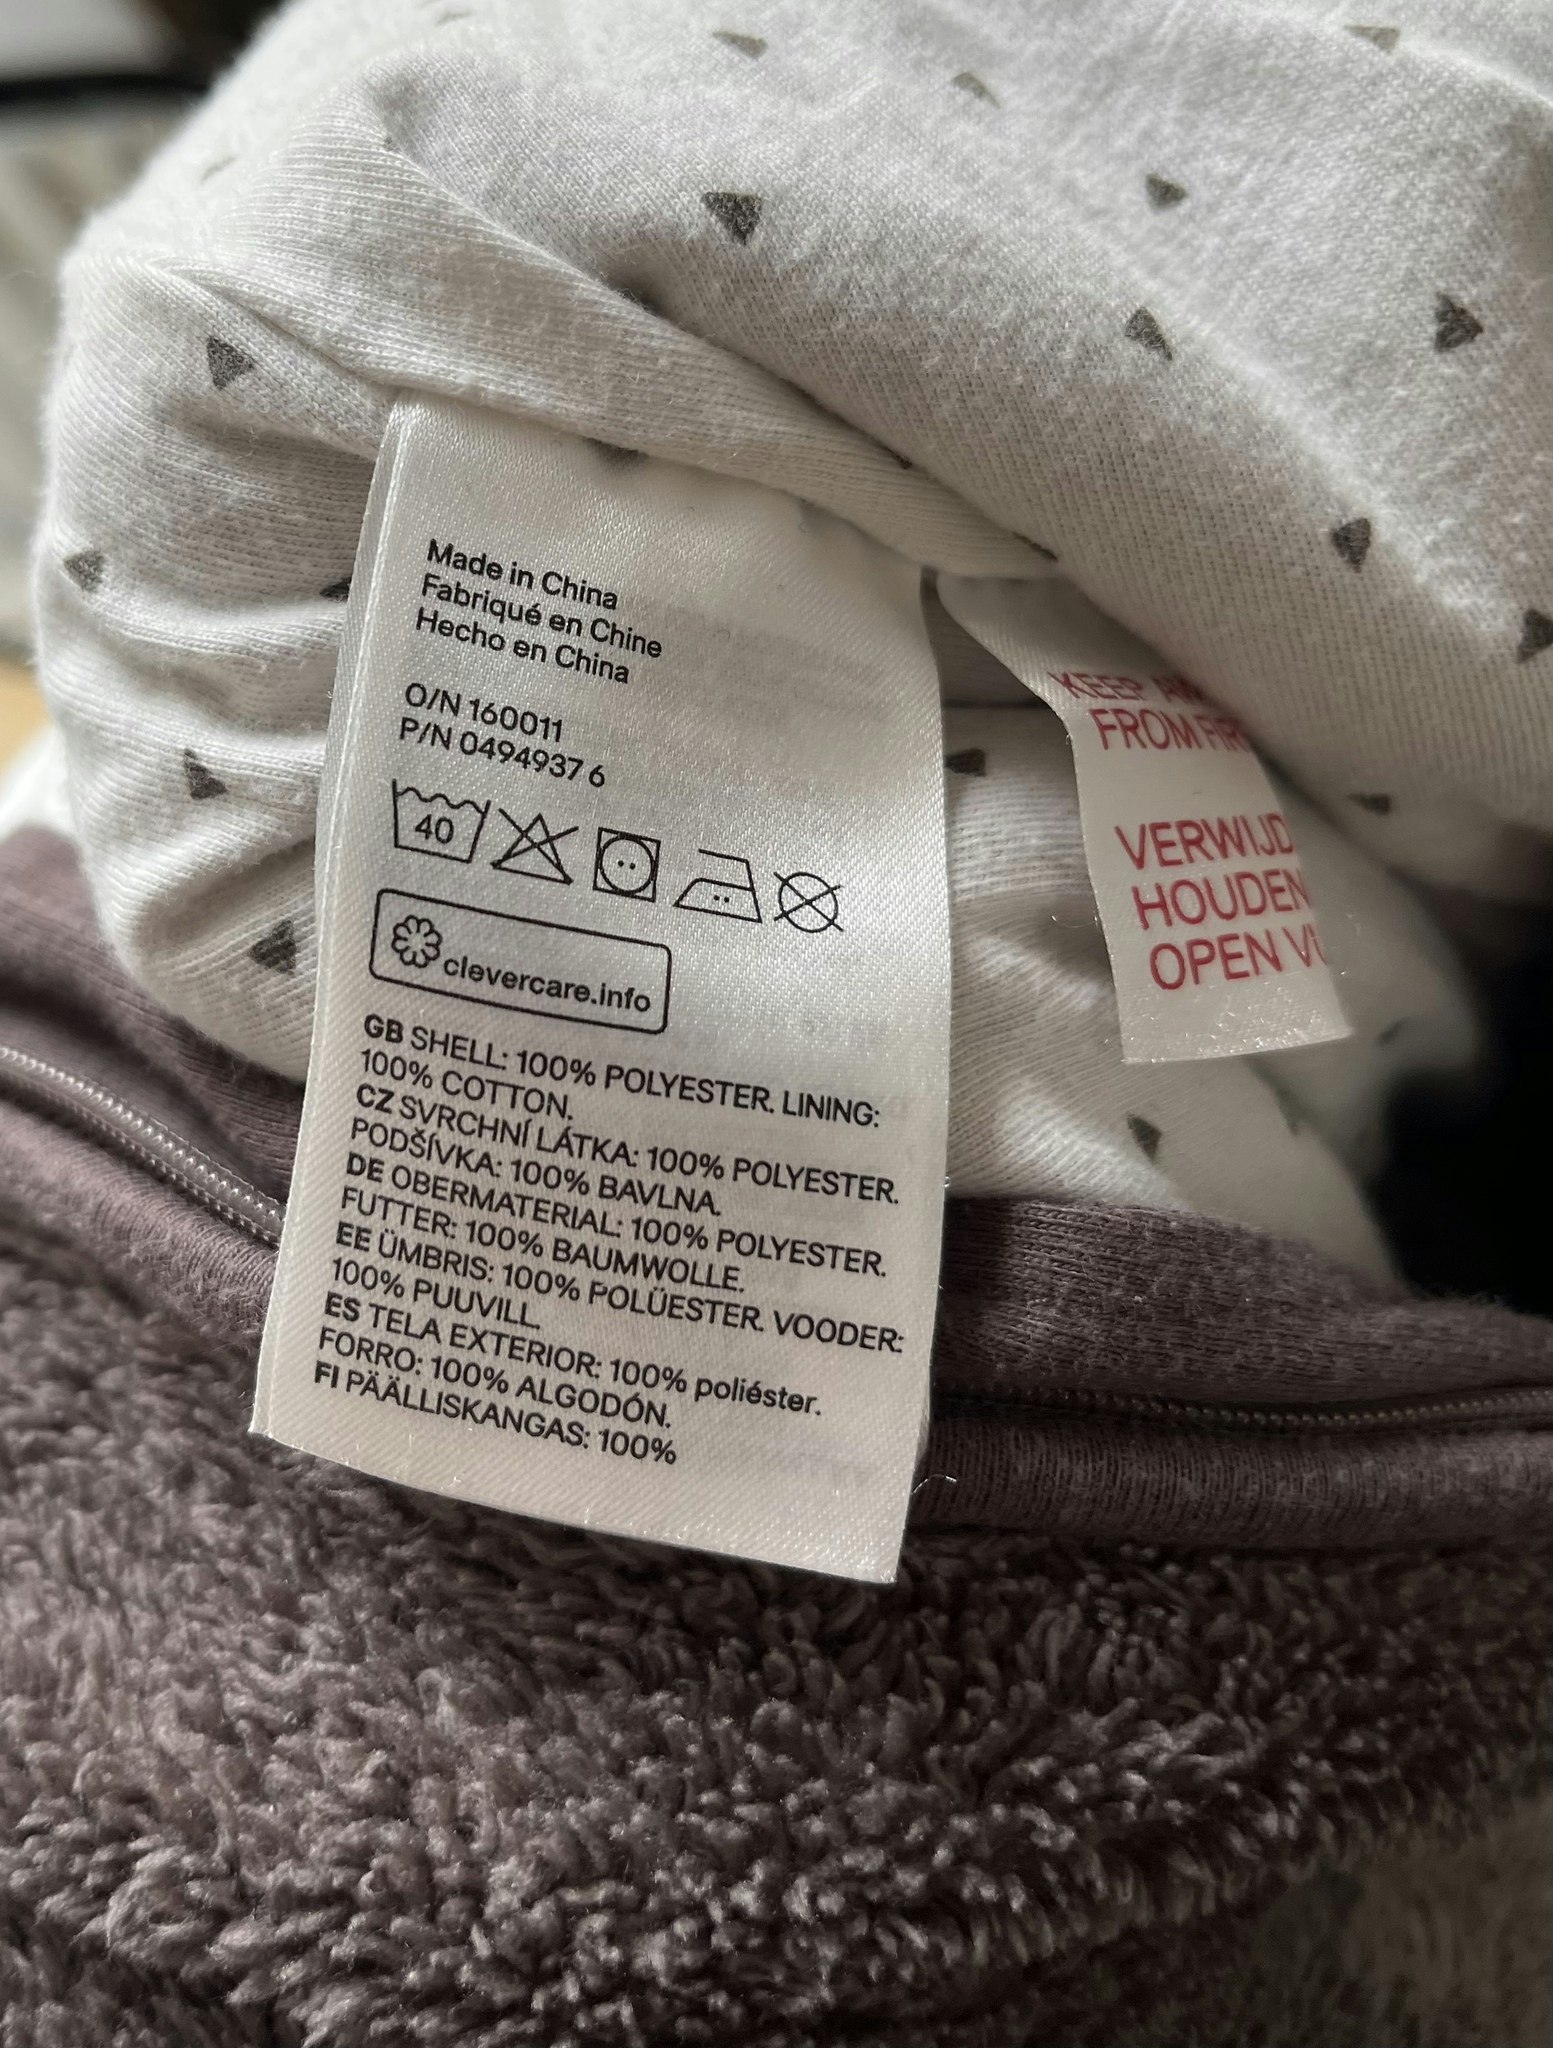 Made in China
Fabriqué en Chine
Hecho en China
O/N 160011
P/N 0494937 6
40
clevercare.info
GB SHELL: 100% POLYESTER. LINING:
100% COTTON.
CZ SVRCHNÍ LÁTKA: 100% POLYESTER.
PODŠÍVKA: 100% BAVLNA.
DE OBERMATERIAL: 100% POLYESTER.
FUTTER: 100% BAUMWOLLE.
EE ÜMBRIS: 100% POLÜESTER. VOODER:
100% PUUVILL.
ES TELA EXTERIOR: 100% poliéster.
FORRO: 100% ALGODÓN.
FI PÄÄLLISKANGAS: 100%
KEEP
FROM
VERWIJD
HOUDEN
OPEN